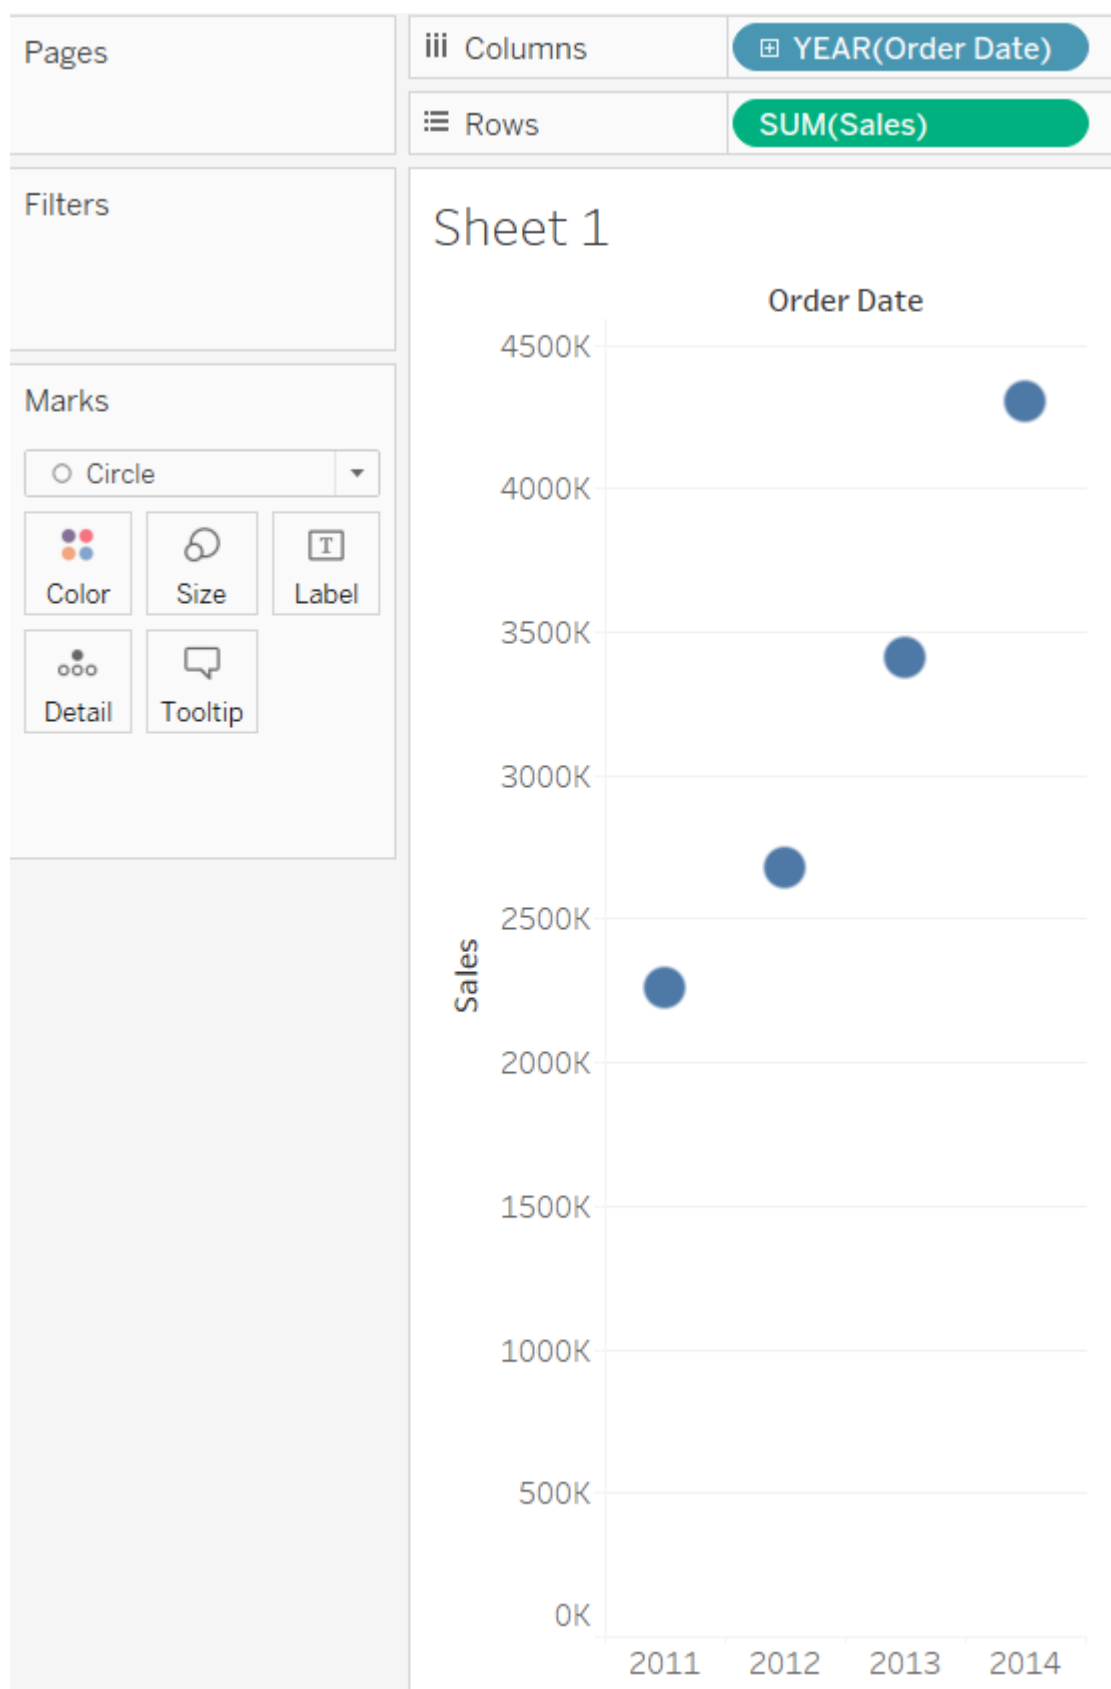 Pages
Columns
YEAR(Order Date)
Rows
SUM(Sales)
Filters
Marks
Circle
Color
Size
T
Label
Detail
Tooltip
Sheet 1
Order Date
4500K
4000K
3500K
3000K
2500K
2000K
1500K
1000K
500K
0K
Sales
2011 2012 2013 2014